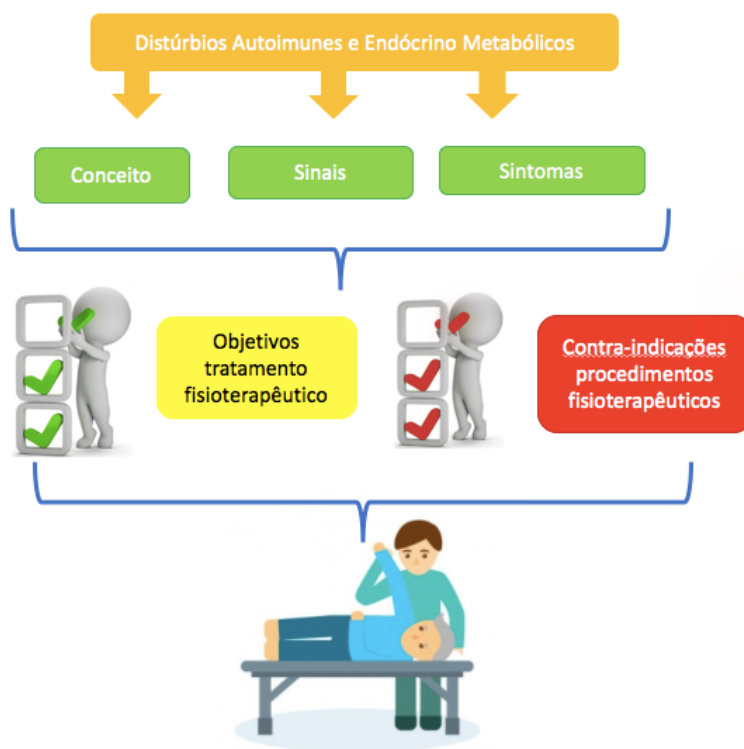 Distúrbios Autoimunes e Endócrino Metabólicos
Conceito
Sinais
Sintomas
Objetivos
tratamento
fisioterapêutico
Contra-indicações
procedimentos
fisioterapêuticos